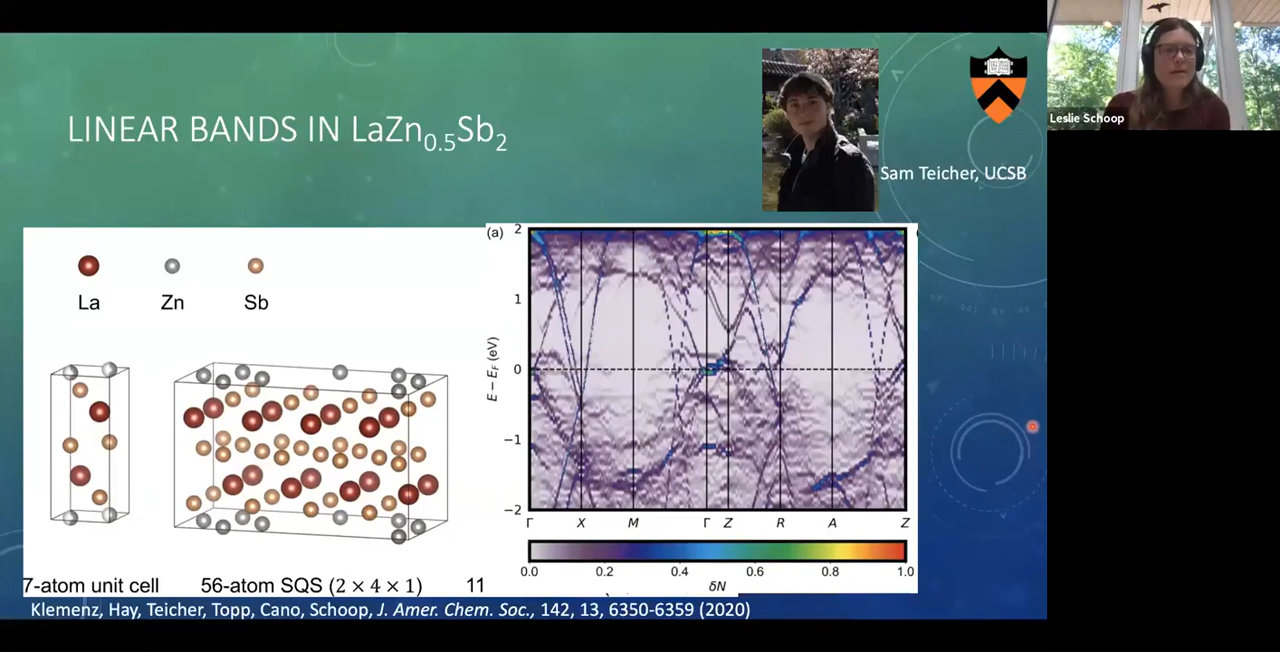 LINEAR BANDS IN LaZn0.5Sb2
Sam Teicher, UCSB
Leslie Schoop
La Zn Sb
7-atom unit cell
56-atom SQS (2 × 4 × 1)
11
(a)
E − EF (eV)
2
1
0
−1
−2
Γ X M Γ Z R A Z
0.0 0.2 0.4 0.6 0.8 1.0
δN
Klemenz, Hay, Teicher, Topp, Cano, Schoop, J. Amer. Chem. Soc., 142, 13, 6350-6359 (2020)